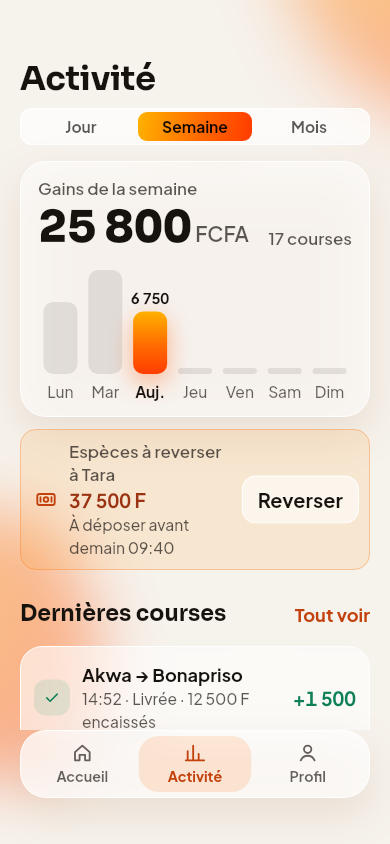 Activité
Jour Semaine Mois
Gains de la semaine
25 800 FCFA 17 courses
6 750
Lun Mar Auj. Jeu Ven Sam Dim
Espèces à reverser
à Tara
37 500 F
À déposer avant
demain 09:40
Reverser
Dernières courses Tout voir
Akwa → Bonapriso
14:52 · Livrée · 12 500 F
encaissés
+1 500
Accueil Activité Profil